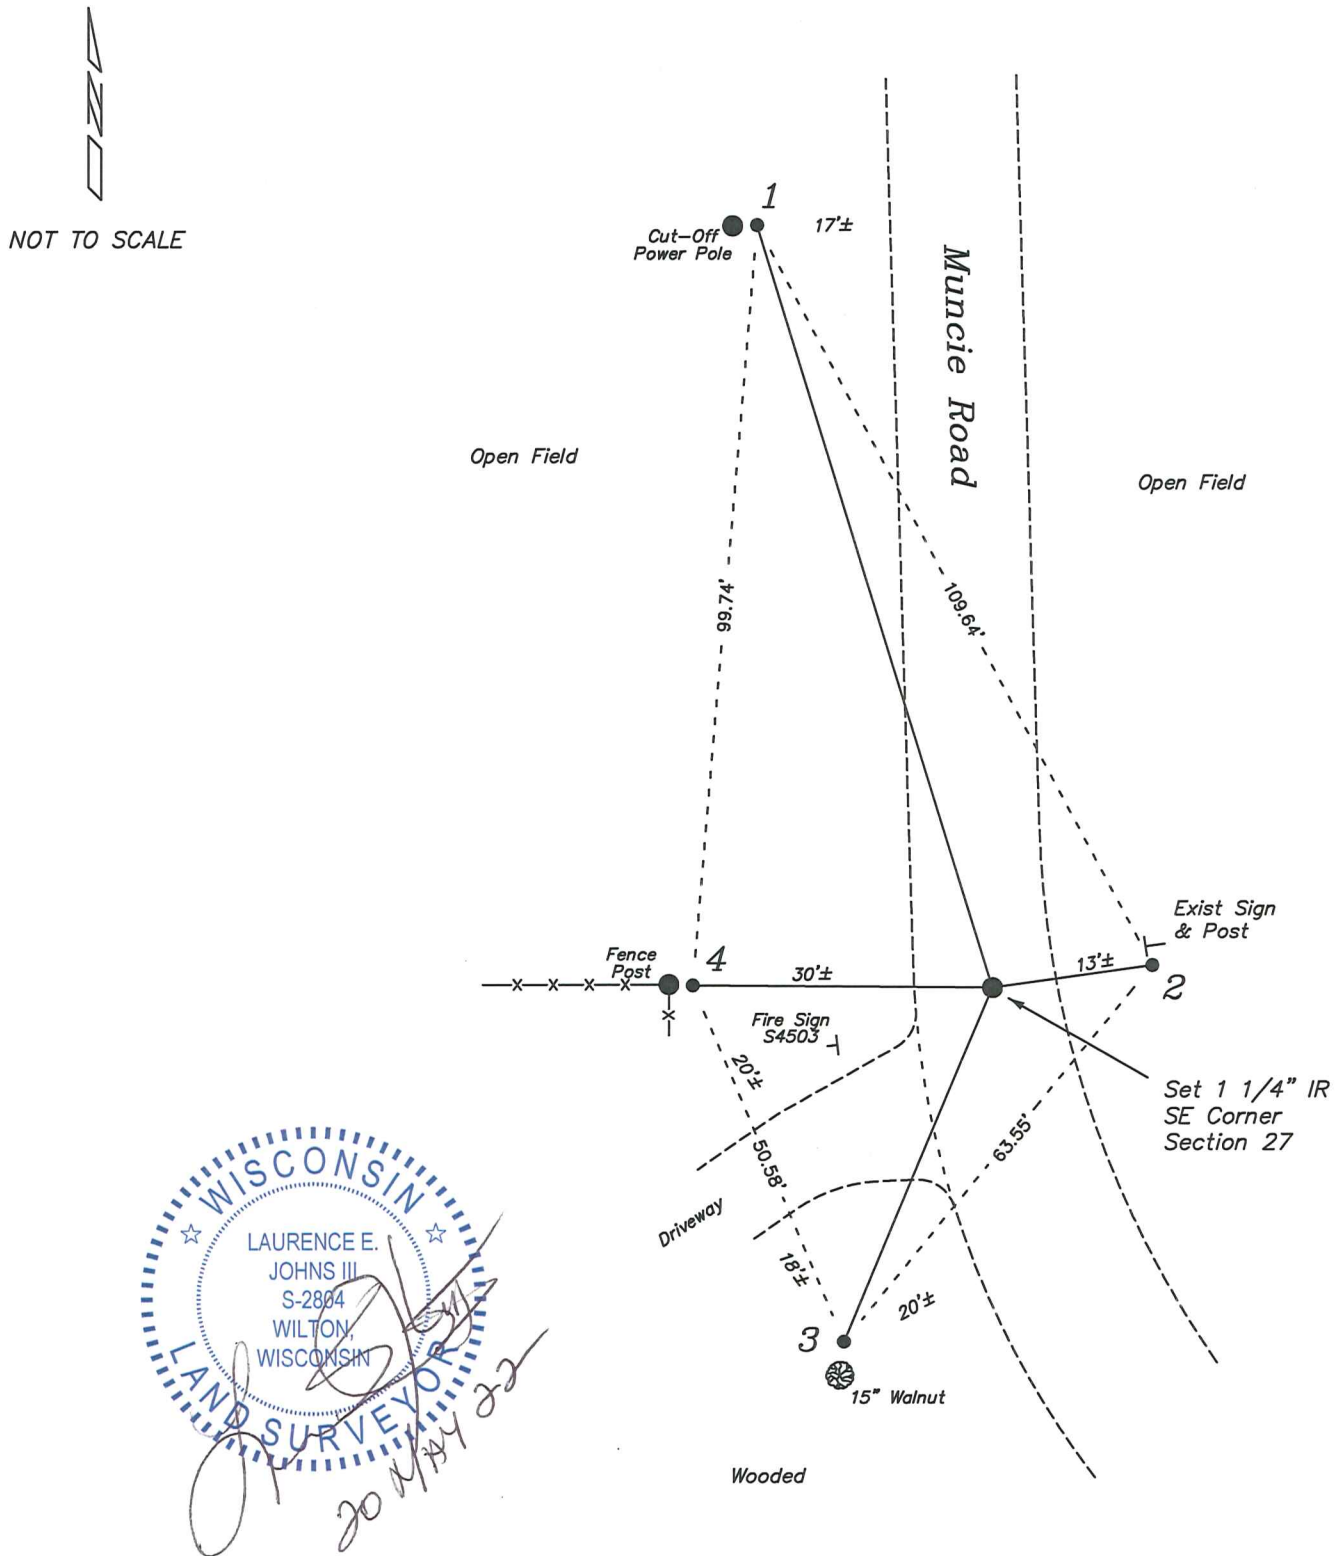 NOT TO SCALE
1
17'±
Cut-Off
Power Pole
Muncie Road
Open Field
Open Field
99.74'
109.64'
Exist Sign
& Post
Fence
Post
4
30'±
13'±
2
x x x x
x
Fire Sign
S4503
20'±
Set 1 1/4" IR
SE Corner
Section 27
50.58'
63.55'
Driveway
18'±
20'±
3
15" Walnut
Wooded
WISCONSIN
LAURENCE E.
JOHNS III
S-2804
WILTON,
WISCONSIN
LAND SURVEYOR
20 MAY 22